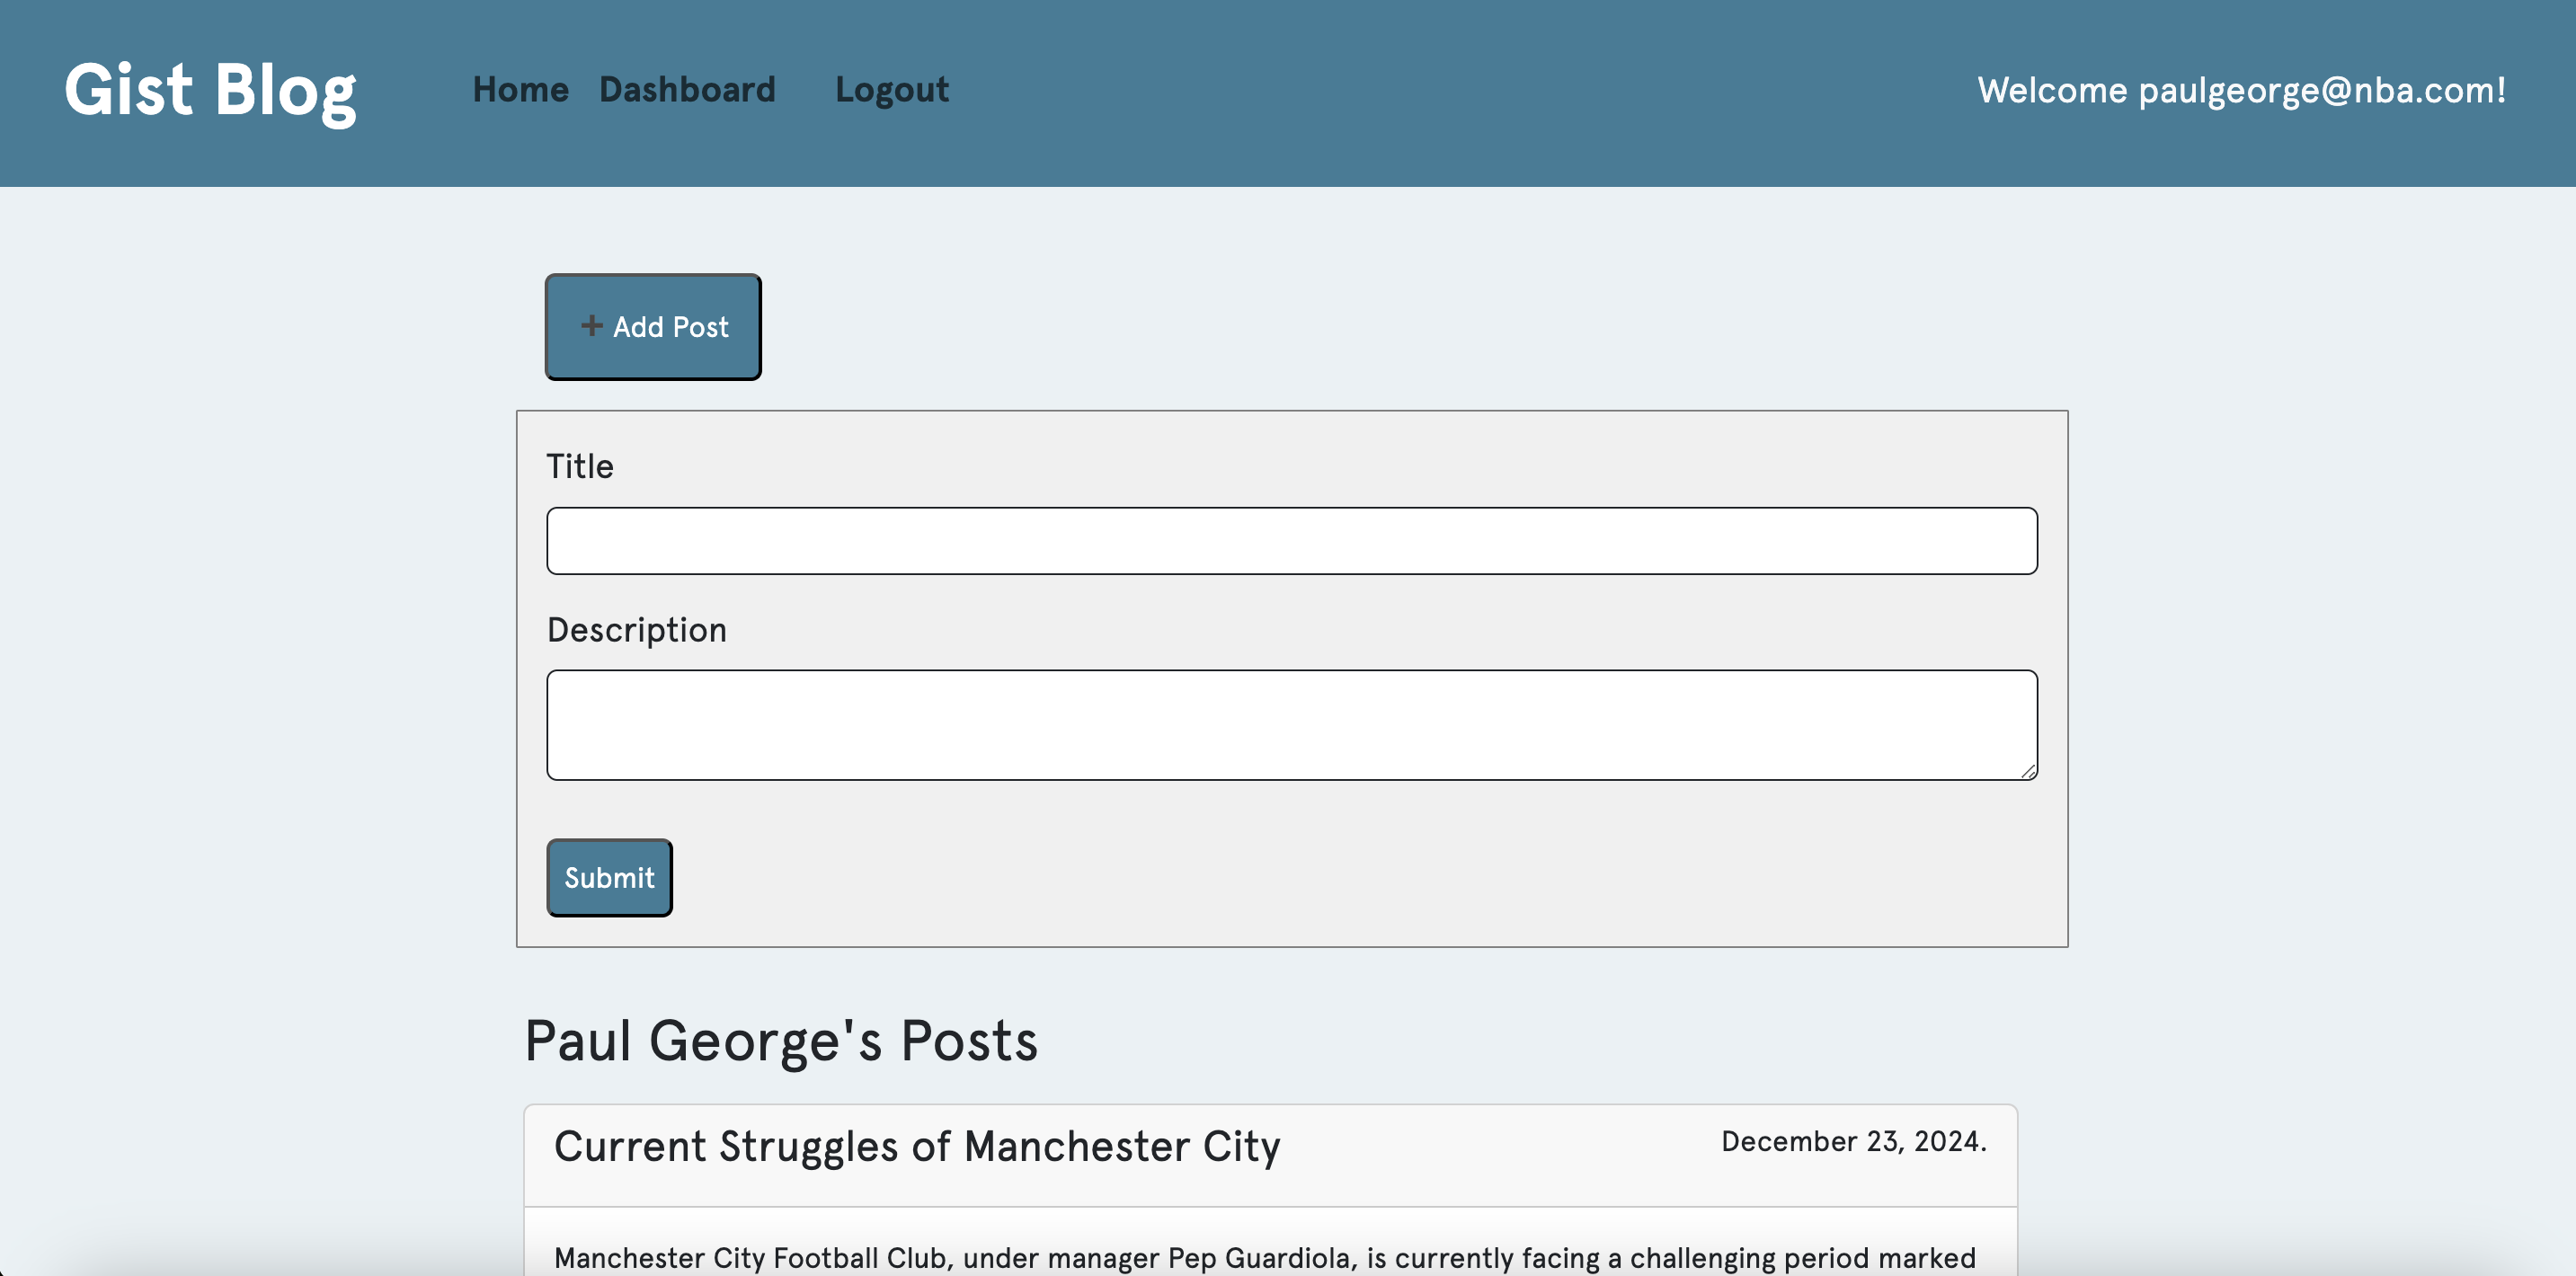 Gist Blog Home Dashboard Logout Welcome paulgeorge@nba.com!
+ Add Post
Title
Description
Submit
Paul George's Posts
Current Struggles of Manchester City December 23, 2024.
Manchester City Football Club, under manager Pep Guardiola, is currently facing a challenging period marked